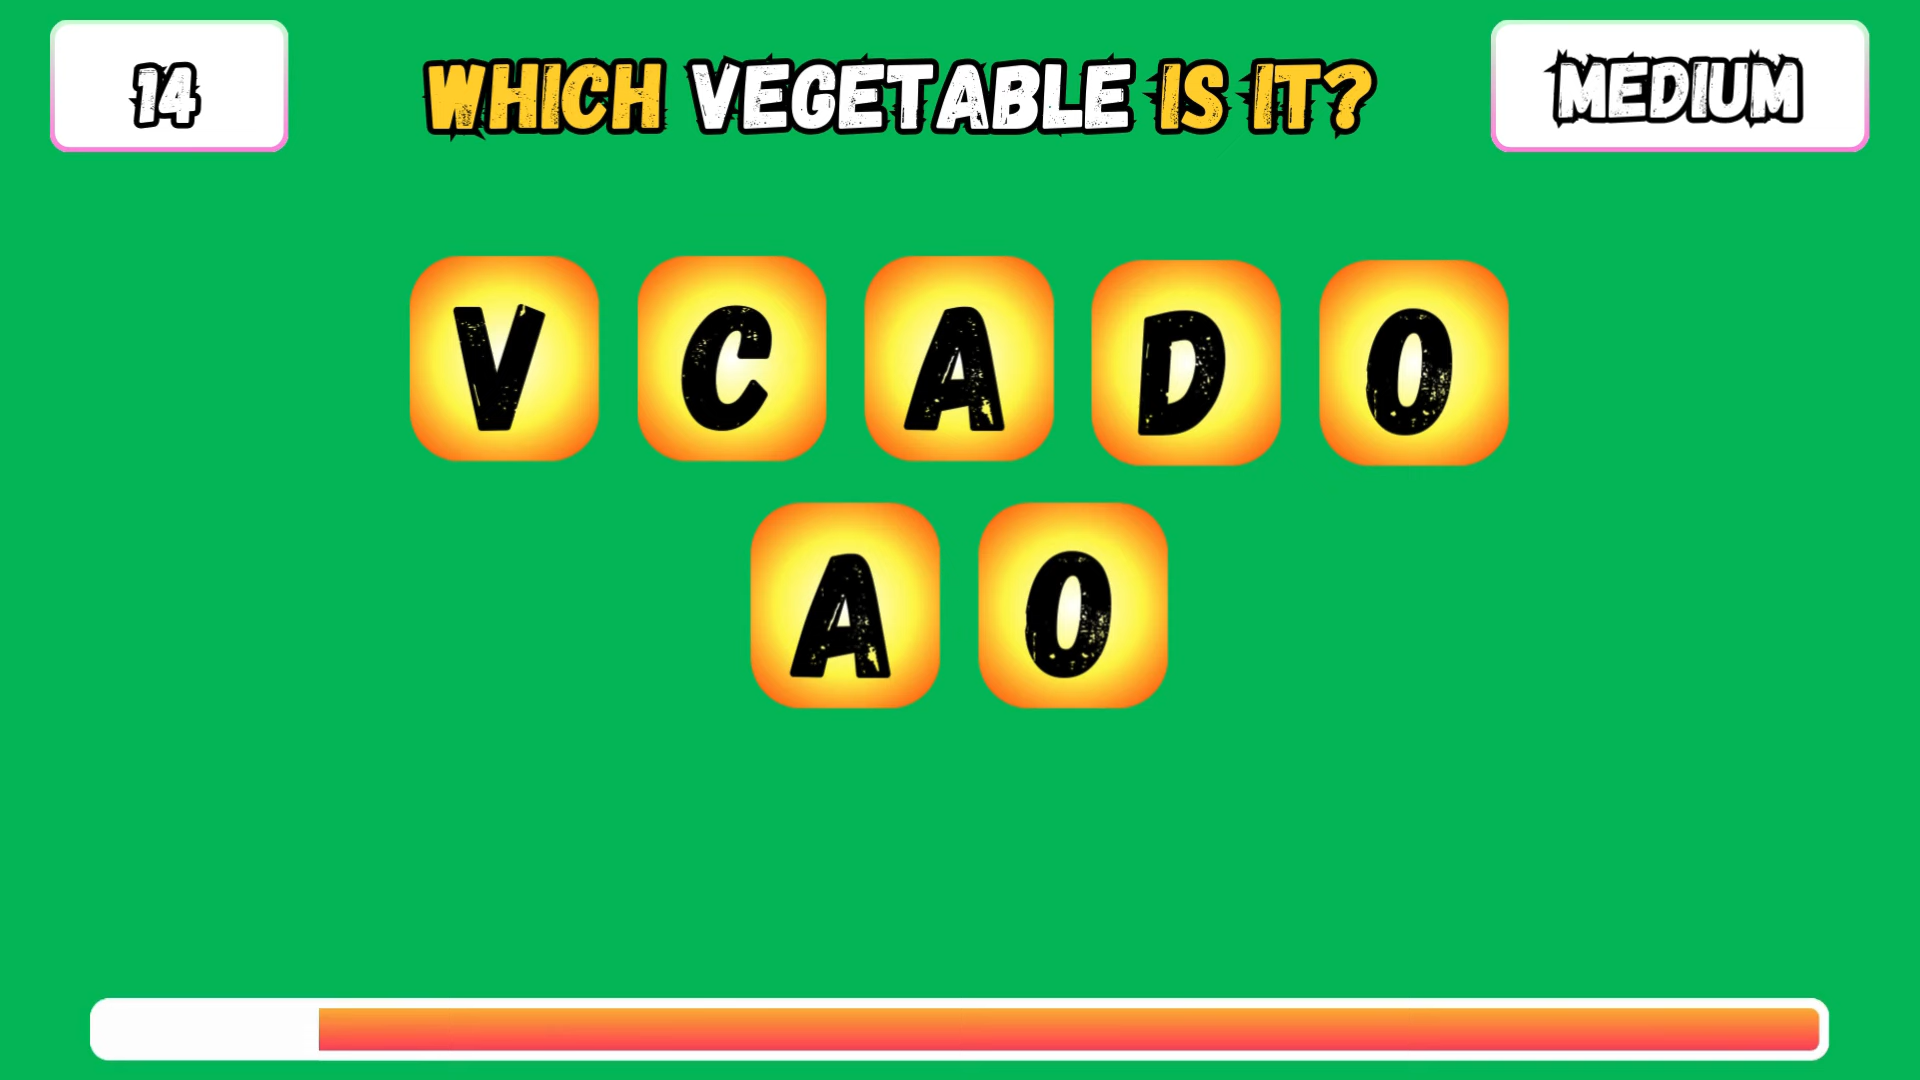 14
WHICH VEGETABLE IS IT?
MEDIUM
V C A D O
A O